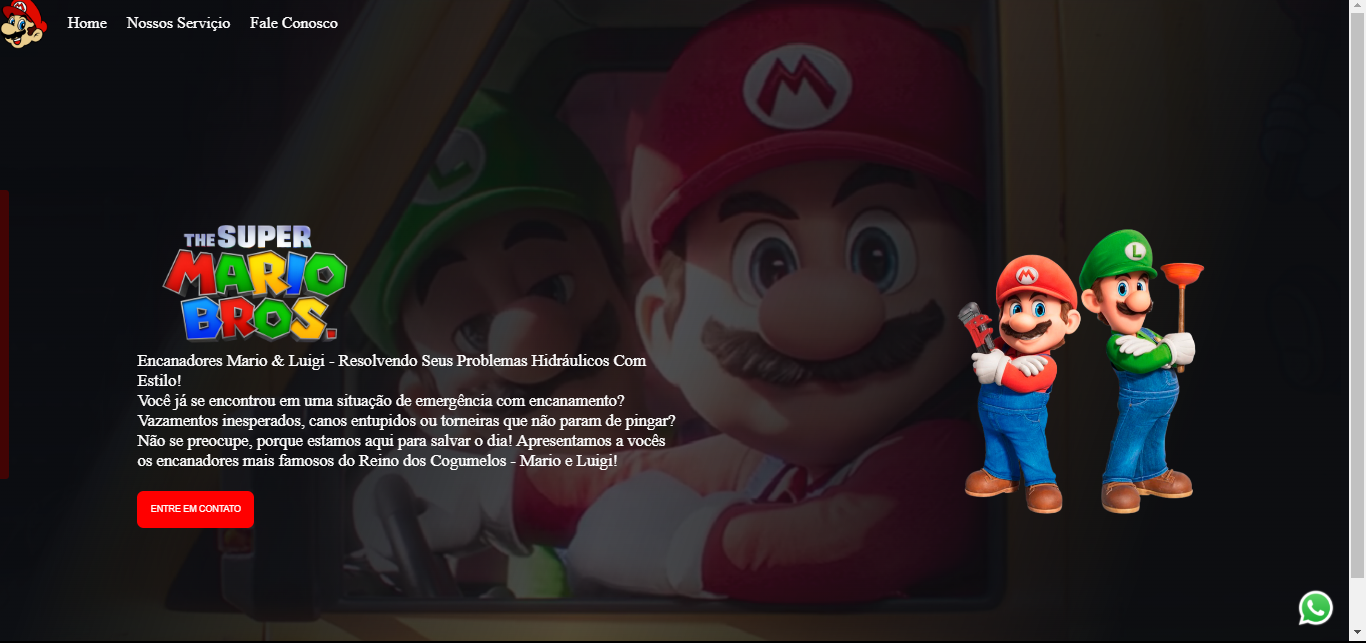 Home Nossos Serviçio Fale Conosco
M
L
THE SUPER
MARIO
BROS.
M
L
Encanadores Mario & Luigi - Resolvendo Seus Problemas Hidráulicos Com
Estilo!
Você já se encontrou em uma situação de emergência com encanamento?
Vazamentos inesperados, canos entupidos ou torneiras que não param de pingar?
Não se preocupe, porque estamos aqui para salvar o dia! Apresentamos a vocês
os encanadores mais famosos do Reino dos Cogumelos - Mario e Luigi!
ENTRE EM CONTATO